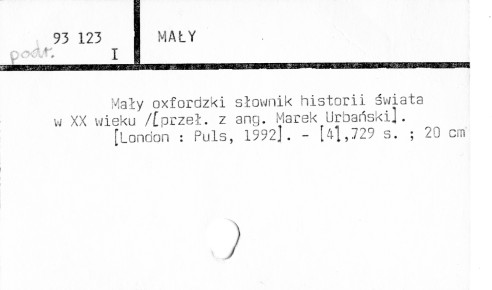 93 123 MAŁY
podr. I
Mały oxfordzki słownik historii świata
w XX wieku /[przeł. z ang. Marek Urbański].
[London : Puls, 1992]. - [4],729 s. ; 20 cm